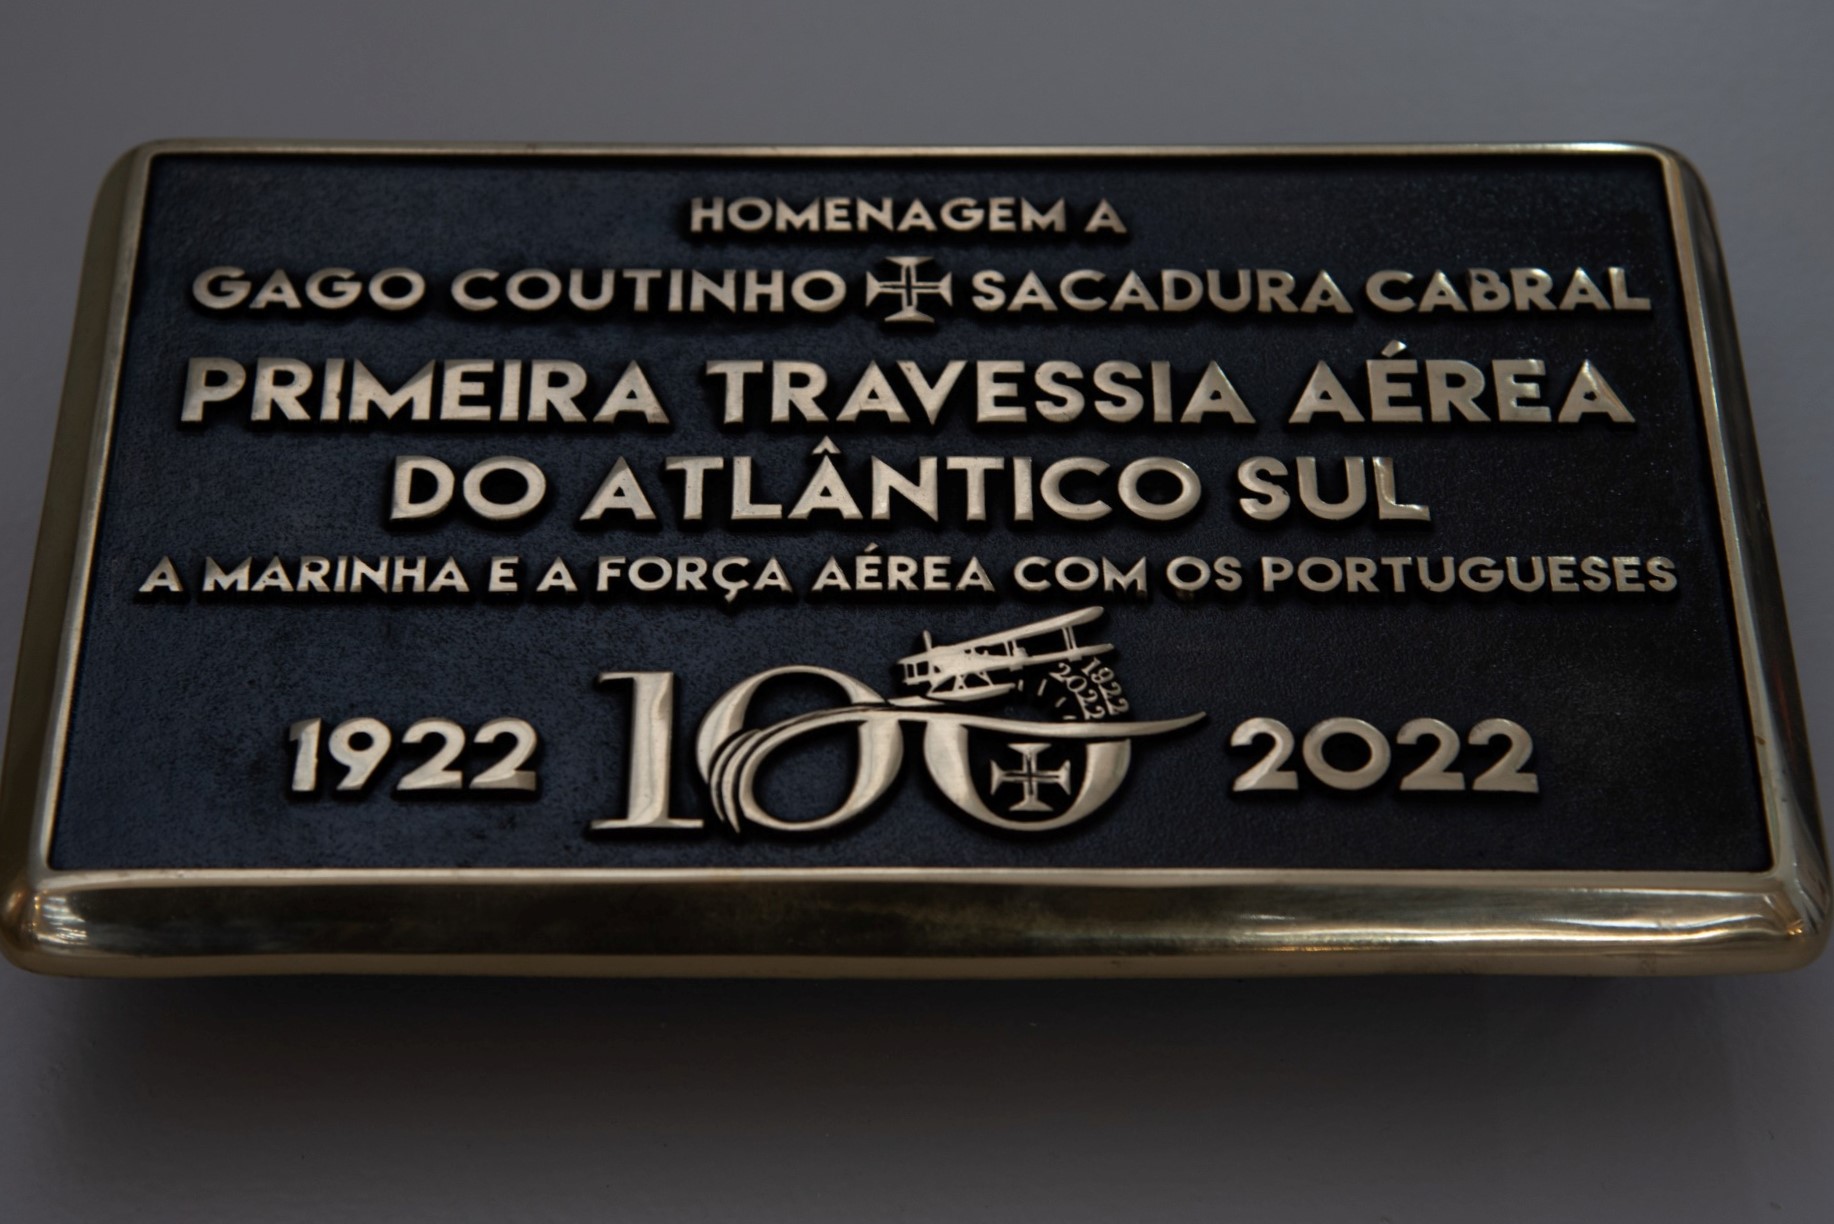 HOMENAGEM A
GAGO COUTINHO SACADURA CABRAL
PRIMEIRA TRAVESSIA AÉREA
DO ATLÂNTICO SUL
A MARINHA E A FORÇA AÉREA COM OS PORTUGUESES
1922 100 2022
1922
2022